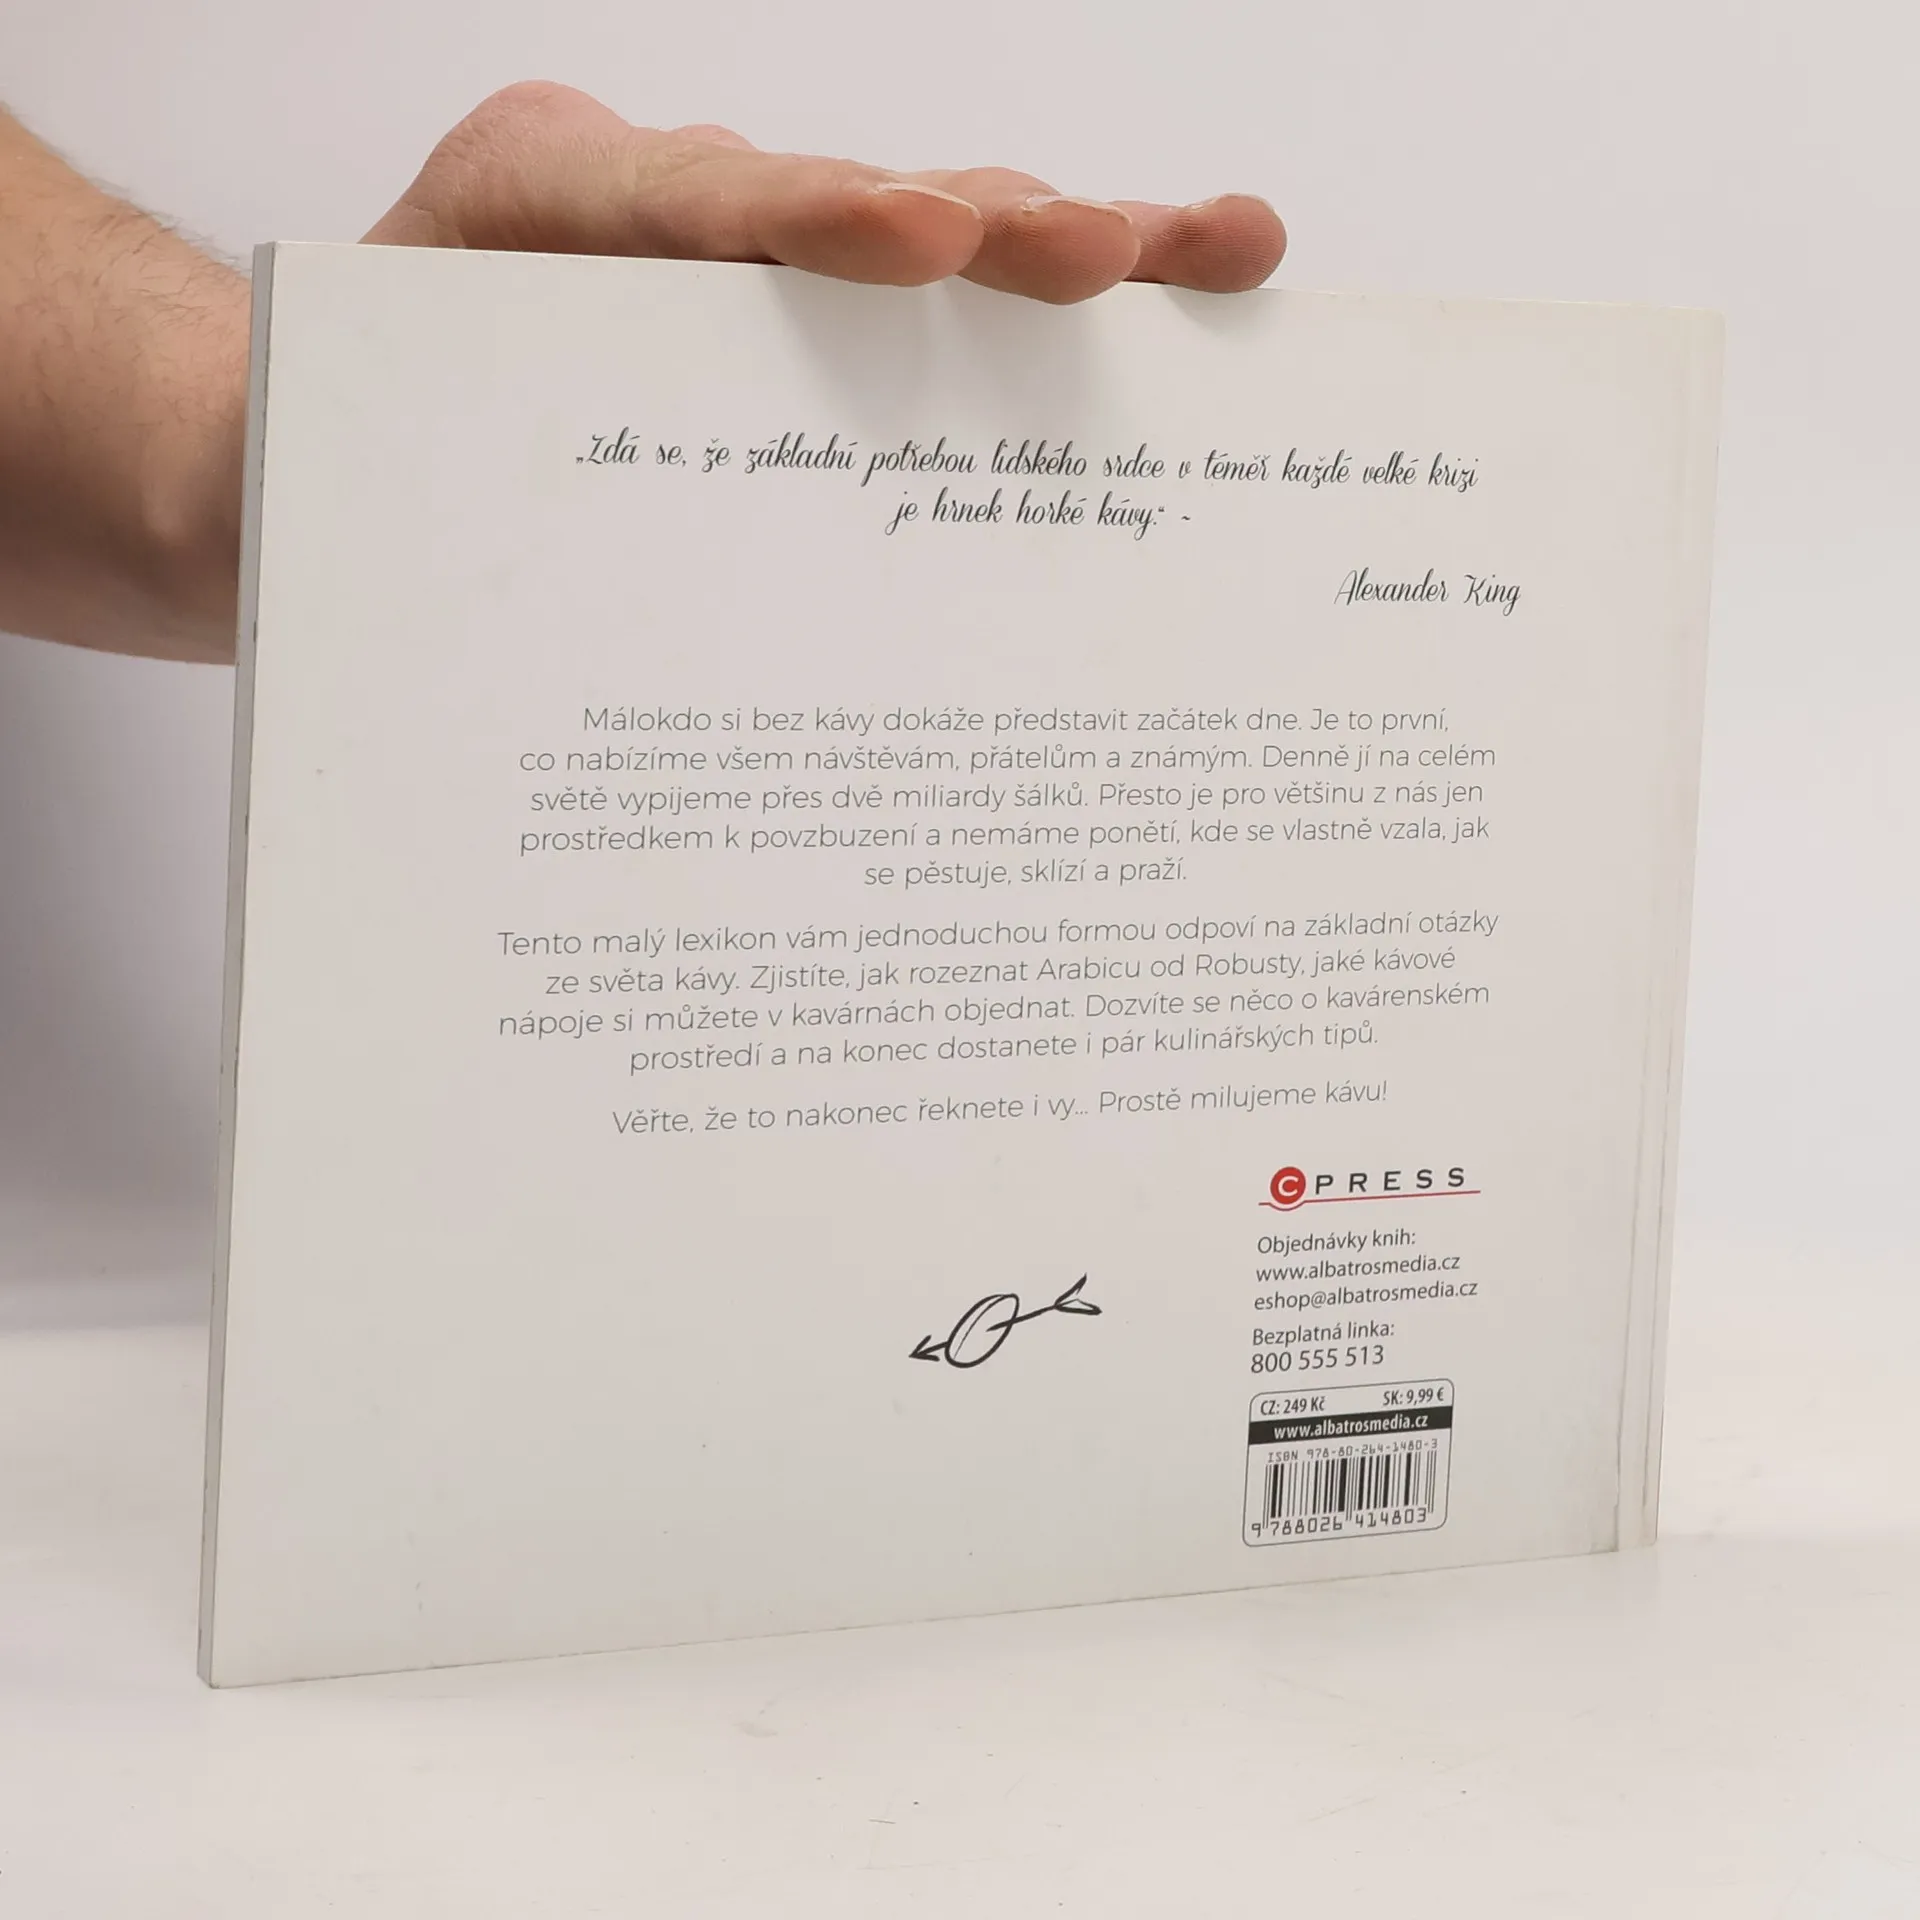 „Zdá se, že základní potřebou lidského srdce v téměř každé velké krizi
je hrnek horké kávy.“ ~
Alexander King
Málokdo si bez kávy dokáže představit začátek dne. Je to první,
co nabízíme všem návštěvám, přátelům a známým. Denně jí na celém
světě vypijeme přes dvě miliardy šálků. Přesto je pro většinu z nás jen
prostředkem k povzbuzení a nemáme ponětí, kde se vlastně vzala, jak
se pěstuje, sklízí a praží.
Tento malý lexikon vám jednoduchou formou odpoví na základní otázky
ze světa kávy. Zjistíte, jak rozeznat Arabicu od Robusty, jaké kávové
nápoje si můžete v kavárnách objednat. Dozvíte se něco o kavárenském
prostředí a na konec dostanete i pár kulinářských tipů.
Věřte, že to nakonec řeknete i vy... Prostě milujeme kávu!
C PRESS
Objednávky knih:
www.albatrosmedia.cz
eshop@albatrosmedia.cz
Bezplatná linka:
800 555 513
CZ: 249 Kč SK: 9,99 €
www.albatrosmedia.cz
ISBN 978-80-264-1480-3
9 788026 414803